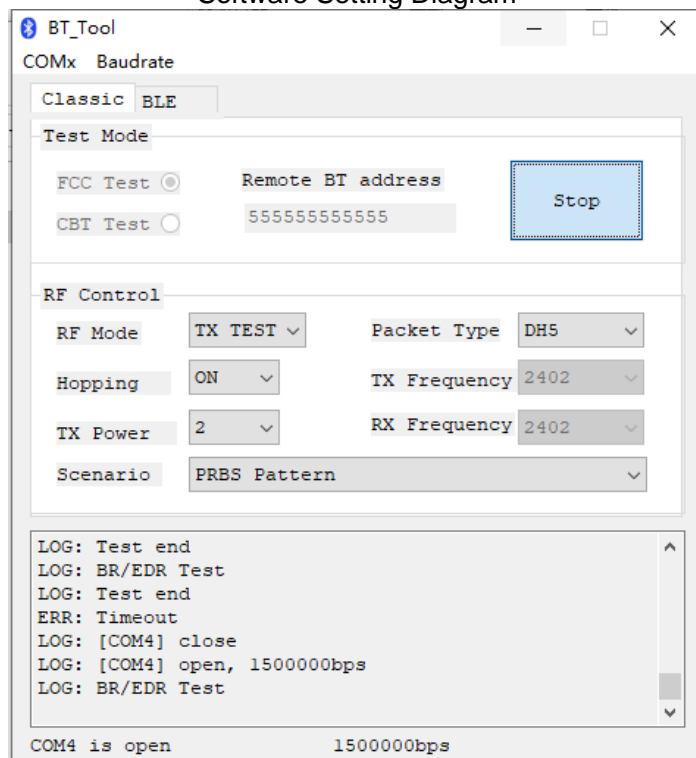 Software Setting Diagram
BT_Tool
COMx Baudrate
Classic BLE
Test Mode
FCC Test Remote BT address
Stop
CBT Test 555555555555
RF Control
RF Mode TX TEST Packet Type DH5
Hopping ON TX Frequency 2402
TX Power 2 RX Frequency 2402
Scenario PRBS Pattern
LOG: Test end
LOG: BR/EDR Test
LOG: Test end
ERR: Timeout
LOG: [COM4] close
LOG: [COM4] open, 1500000bps
LOG: BR/EDR Test
COM4 is open 1500000bps